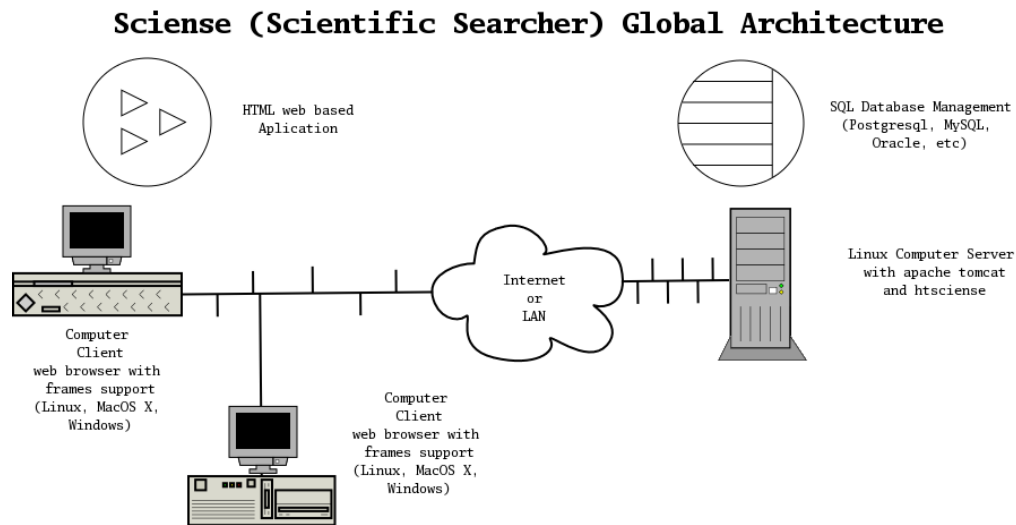 Sciense (Scientific Searcher) Global Architecture
HTML web based
Aplication
SQL Database Management
(Postgresql, MySQL,
Oracle, etc)
Internet
or
LAN
Linux Computer Server
with apache tomcat
and htsciense
Computer
Client
web browser with
frames support
(Linux, MacOS X,
Windows)
Computer
Client
web browser with
frames support
(Linux, MacOS X,
Windows)